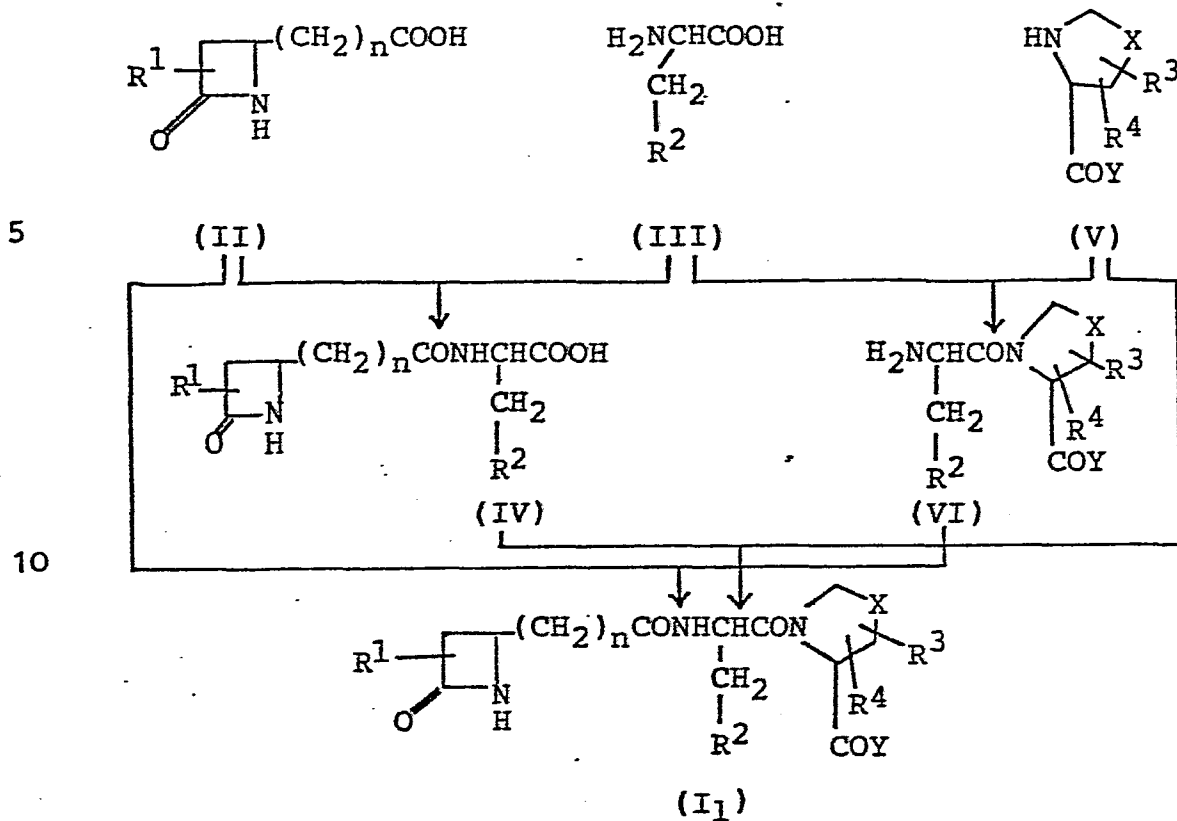 (CH2)nCOOH H2NCHCOOH HN X
R1 CH2 R3
N R4
O H R2 COY
5 (II) (III) (V)
(CH2)nCONHCHCOOH H2NCHCON X
R1 CH2 CH2 R3
N R4
O H R2 R2 COY
(IV) (VI)
10
(CH2)nCONHCHCON X
R1 R3
N CH2 R4
O H R2 COY
(I1)